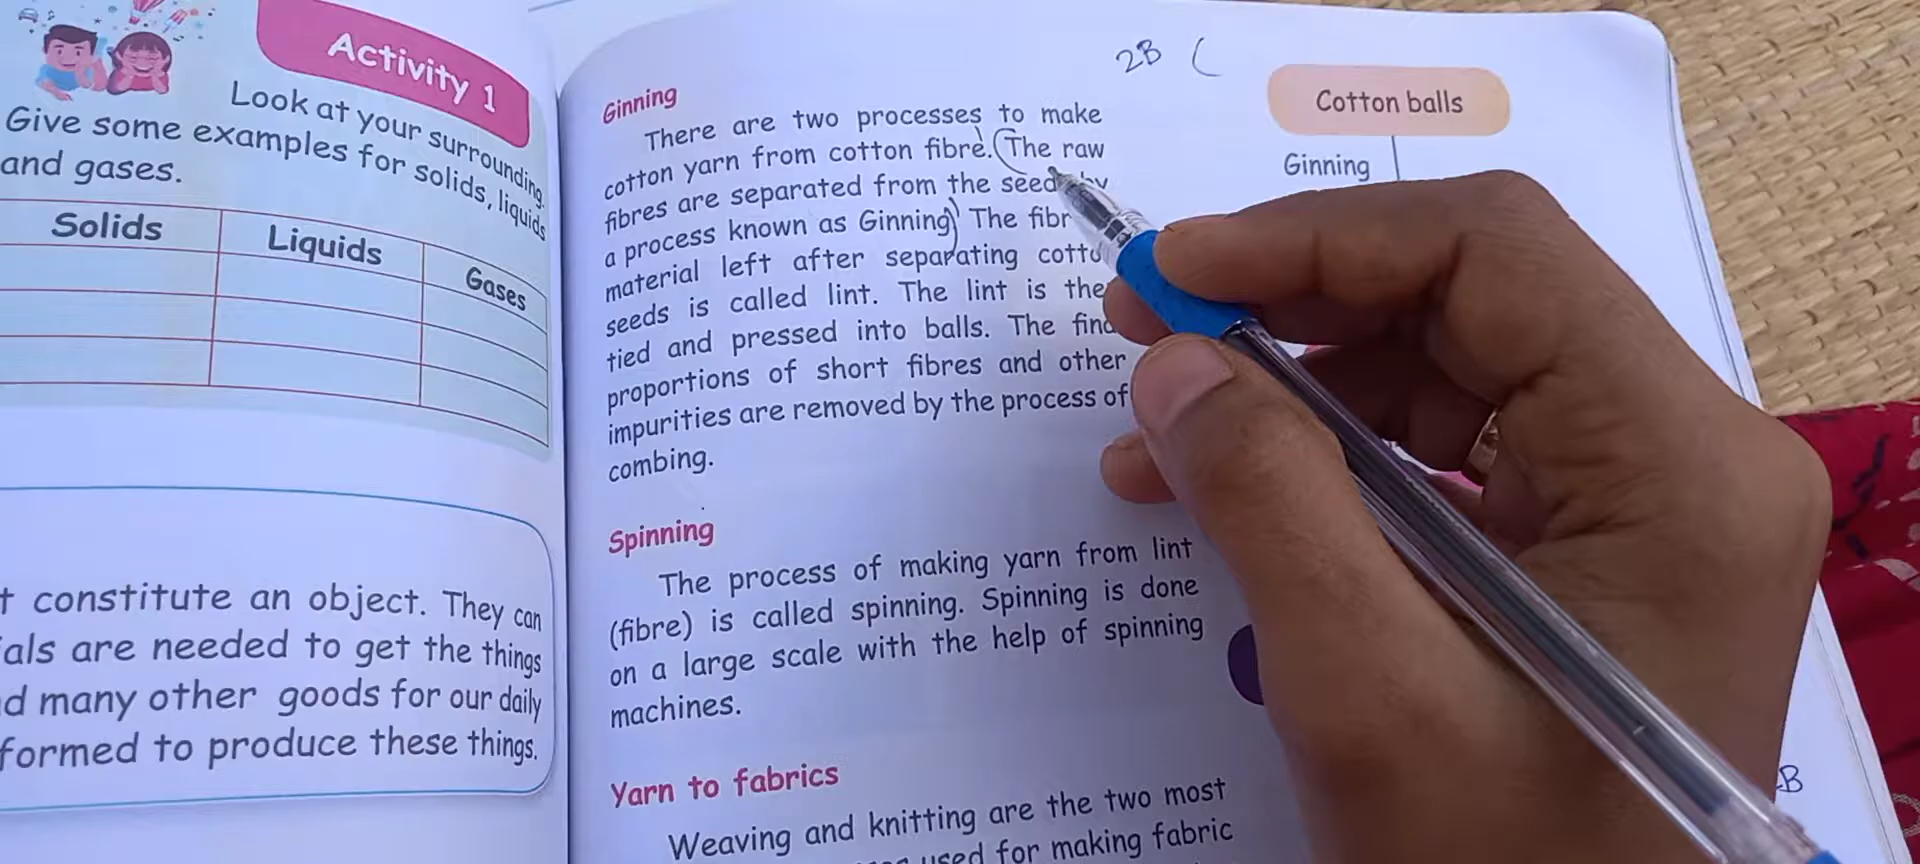 Activity 1
Look at your surrounding.
Give some examples for solids, liquids
and gases.
Solids Liquids Gases
t constitute an object. They can
als are needed to get the things
d many other goods for our daily
formed to produce these things.
2B (
Ginning
There are two processes to make
cotton yarn from cotton fibre. The raw
fibres are separated from the seed by
a process known as Ginning The
material left after separating
seeds is called lint. The lint is
tied and pressed into balls. The
proportions of short fibres and other
impurities are removed by the process of
combing.
Spinning
The process of making yarn from lint
(fibre) is called spinning. Spinning is done
on a large scale with the help of spinning
machines.
Yarn to fabrics
Weaving and knitting are the two most
used for making fabric
Cotton balls
Ginning
B